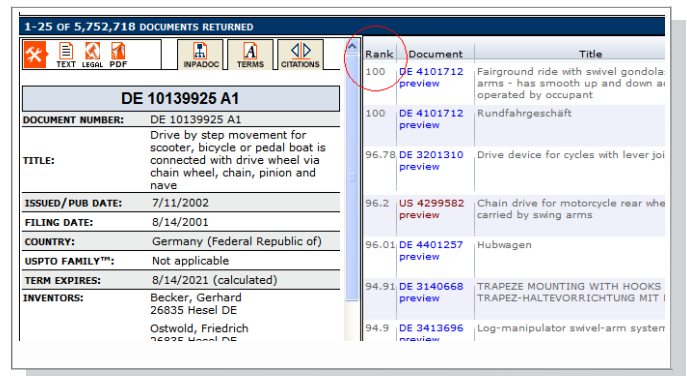 1-25 OF 5,752,718 DOCUMENTS RETURNED
TEXT LEGAL PDF
INPADOC TERMS CITATIONS
DE 10139925 A1
DOCUMENT NUMBER: DE 10139925 A1
TITLE: Drive by step movement for
scooter, bicycle or pedal boat is
connected with drive wheel via
chain wheel, chain, pinion and
nave
ISSUED/PUB DATE: 7/11/2002
FILING DATE: 8/14/2001
COUNTRY: Germany (Federal Republic of)
USPTO FAMILY™: Not applicable
TERM EXPIRES: 8/14/2021 (calculated)
INVENTORS: Becker, Gerhard
26835 Hesel DE
Ostwold, Friedrich
26835 Hesel DE
Rank Document Title
100 DE 4101712 Fairground ride with swivel gondola
preview arms - has smooth up and down a
operated by occupant
100 DE 4101712 Rundfahrgeschäft
preview
96.78 DE 3201310 Drive device for cycles with lever joi
preview
96.2 US 4299582 Chain drive for motorcycle rear whe
preview carried by swing arms
96.01 DE 4401257 Hubwagen
preview
94.91 DE 3140668 TRAPEZE MOUNTING WITH HOOKS
preview TRAPEZ-HALTEVORRICHTUNG MIT
94.9 DE 3413696 Log-manipulator swivel-arm system
preview